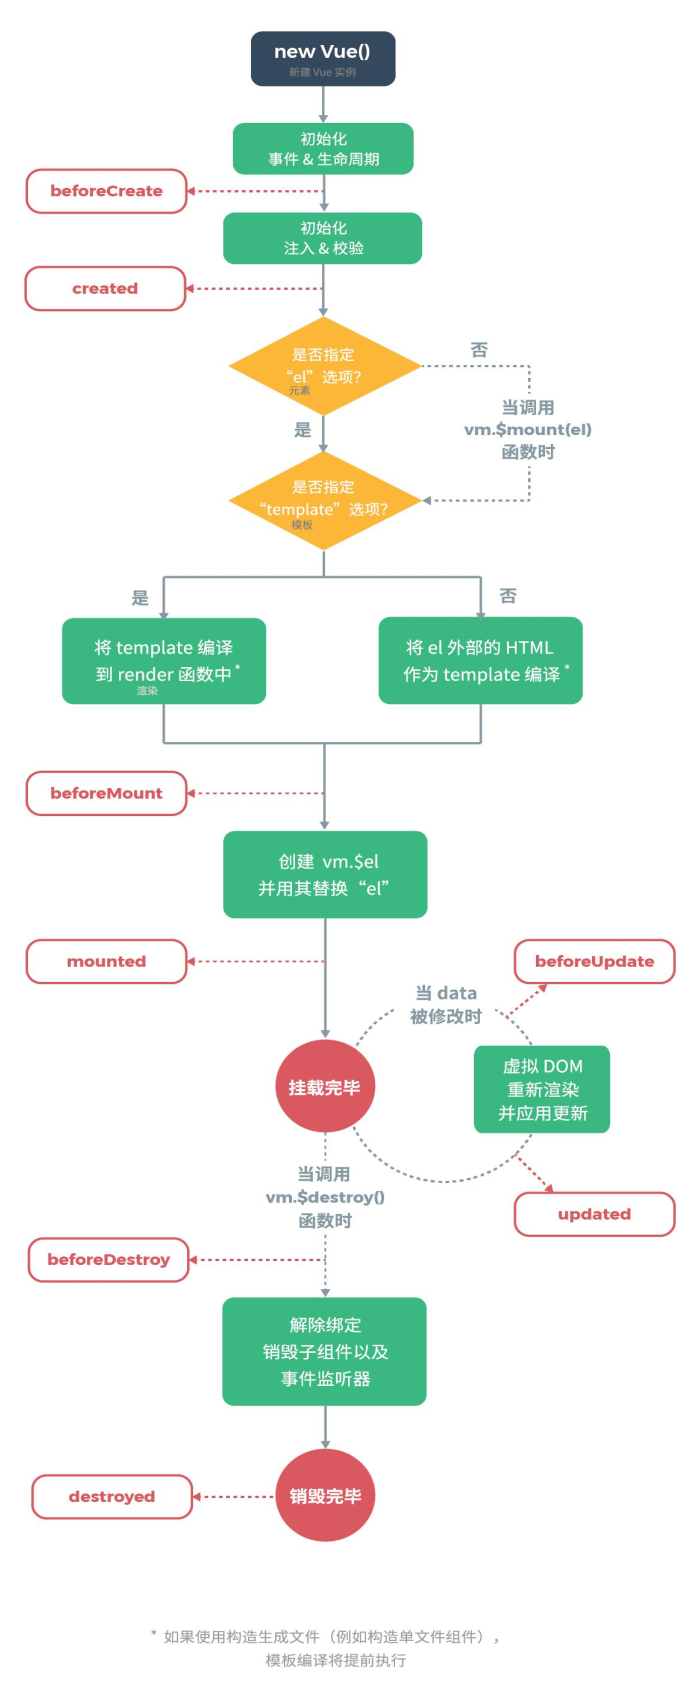 new Vue()
新建 Vue 实例
初始化
事件 & 生命周期
beforeCreate
初始化
注入 & 校验
created
是否指定
“el”选项?
元素
否
当调用
vm.$mount(el)
函数时
是
是否指定
“template”选项?
模板
是
否
将 template 编译
到 render 函数中*
渲染
将 el 外部的 HTML
作为 template 编译*
beforeMount
创建 vm.$el
并用其替换“el”
mounted
beforeUpdate
当 data
被修改时
虚拟 DOM
重新渲染
并应用更新
挂载完毕
当调用
vm.$destroy()
函数时
updated
beforeDestroy
解除绑定
销毁子组件以及
事件监听器
destroyed
销毁完毕
* 如果使用构造生成文件（例如构造单文件组件），
模板编译将提前执行